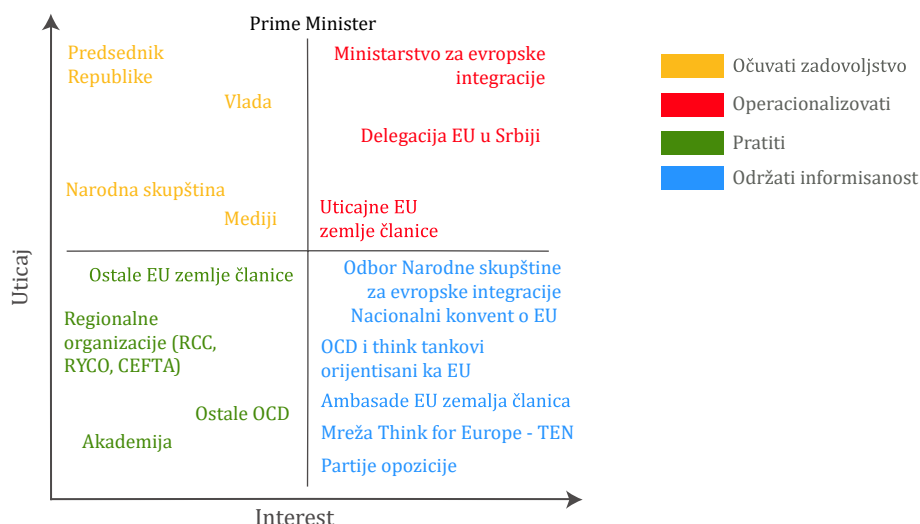 Prime Minister
Predsednik
Republike
Vlada
Narodna skupština
Mediji
Ministarstvo za evropske
integracije
Delegacija EU u Srbiji
Uticajne EU
zemlje članice
Ostale EU zemlje članice
Regionalne
organizacije (RCC,
RYCO, CEFTA)
Ostale OCD
Akademija
Odbor Narodne skupštine
za evropske integracije
Nacionalni konvent o EU
OCD i think tankovi
orijentisani ka EU
Ambasade EU zemalja članica
Mreža Think for Europe - TEN
Partije opozicije
Uticaj
Interest
Očuvati zadovoljstvo
Operacionalizovati
Pratiti
Održati informisanost